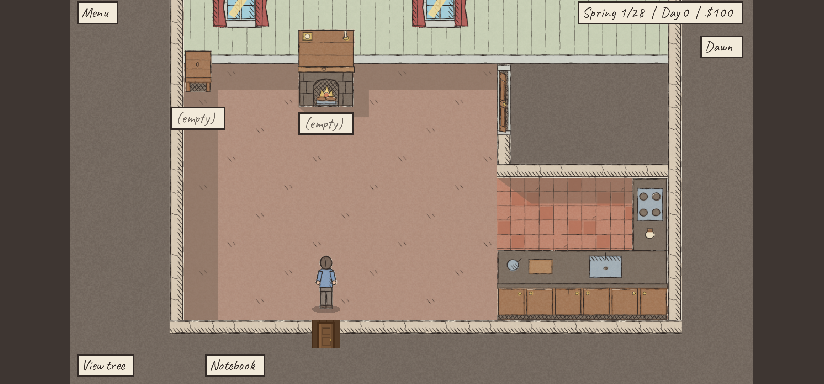 Menu
Spring 1/28 / Day 0 / $100
Dawn
(empty)
(empty)
View tree
Notebook